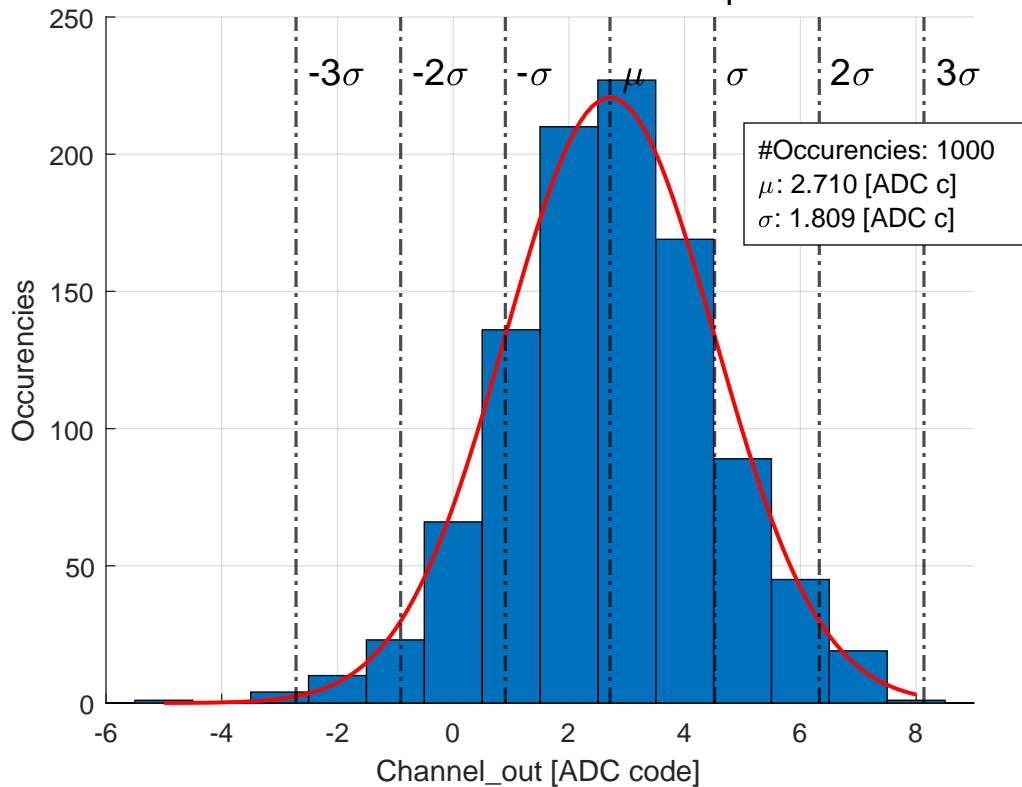 250
200
150
100
50
0
-3σ -2σ -σ μ σ 2σ 3σ
#Occurencies: 1000
μ: 2.710 [ADC c]
σ: 1.809 [ADC c]
Occurencies
-6 -4 -2 0 2 4 6 8
Channel_out [ADC code]